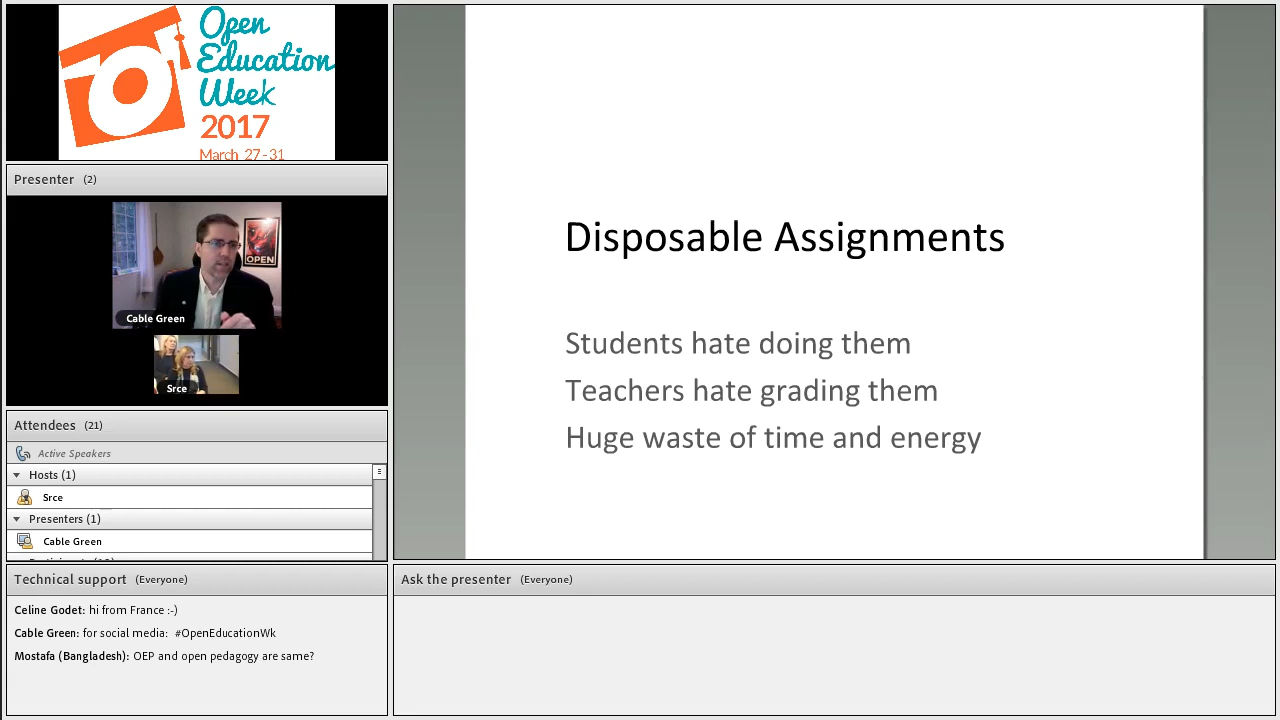 Open
Education
Week
2017
March 27-31
Presenter (2)
OPEN
Cable Green
Srce
Attendees (21)
Active Speakers
Hosts (1)
Srce
Presenters (1)
Cable Green
Technical support (Everyone)
Celine Godet: hi from France :-)
Cable Green: for social media: #OpenEducationWk
Mostafa (Bangladesh): OEP and open pedagogy are same?
Disposable Assignments
Students hate doing them
Teachers hate grading them
Huge waste of time and energy
Ask the presenter (Everyone)